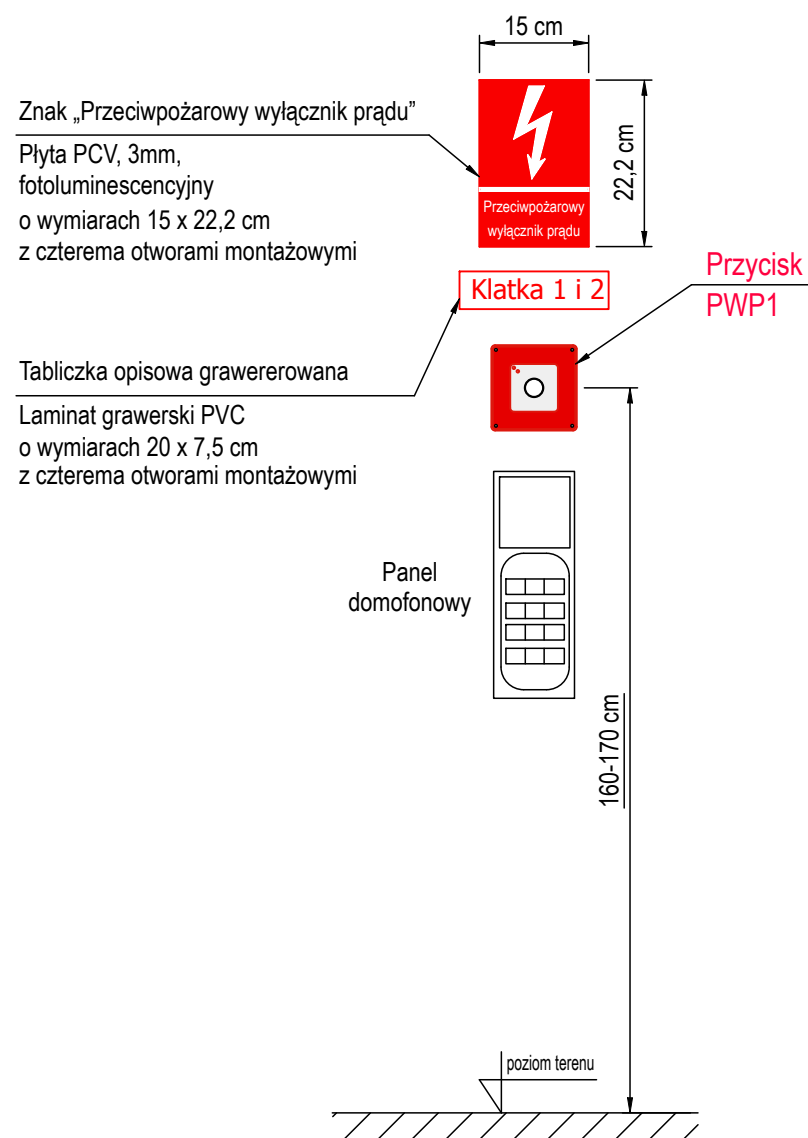 15 cm
Znak „Przeciwpożarowy wyłącznik prądu”
Płyta PCV, 3mm,
fotoluminescencyjny
o wymiarach 15 x 22,2 cm
z czterema otworami montażowymi
22,2 cm
Przeciwpożarowy
wyłącznik prądu
Klatka 1 i 2
Przycisk
PWP1
Tabliczka opisowa grawererowana
Laminat grawerski PVC
o wymiarach 20 x 7,5 cm
z czterema otworami montażowymi
Panel
domofonowy
160-170 cm
poziom terenu